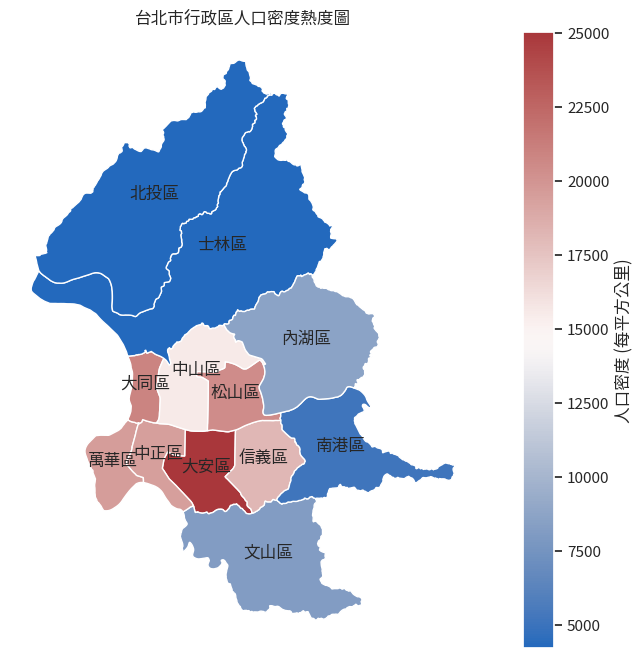 台北市行政區人口密度熱度圖
北投區
士林區
內湖區
中山區
大同區
松山區
南港區
中正區
信義區
萬華區
大安區
文山區
25000
22500
20000
17500
15000
12500
10000
7500
5000
人口密度 (每平方公里)